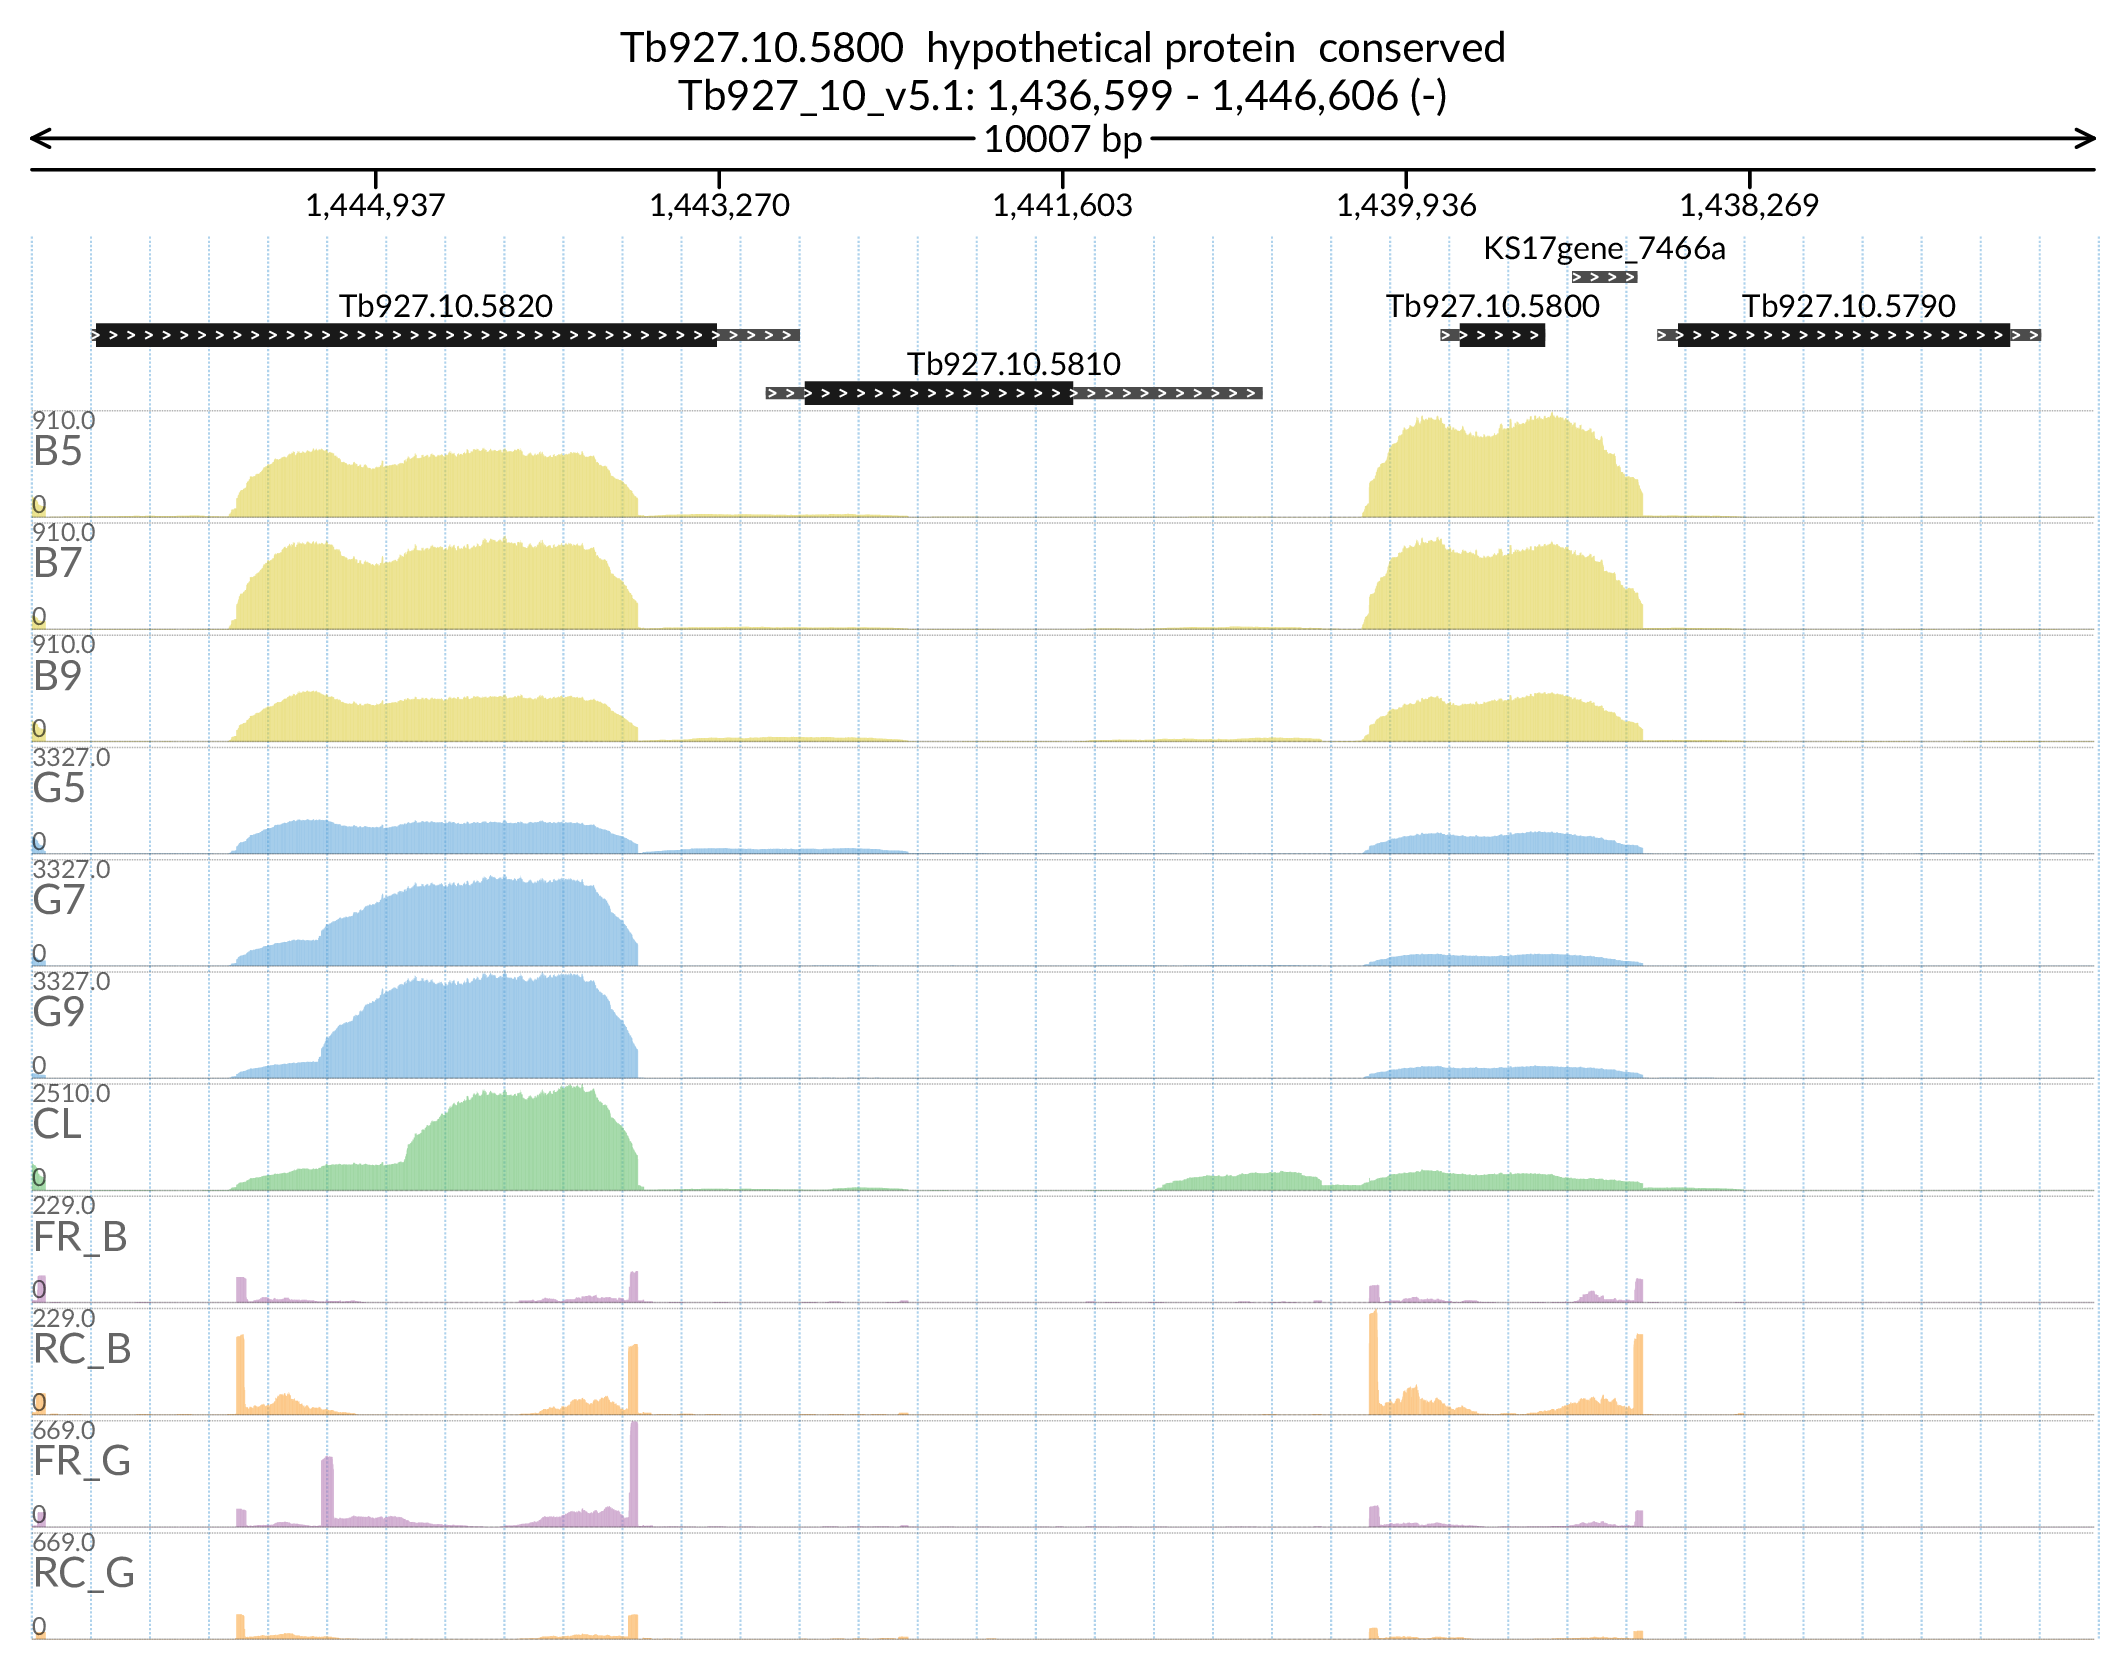 Tb927.10.5800  hypothetical protein  conserved
Tb927_10_v5.1: 1,436,599 - 1,446,606 (-)
10007 bp
1,444,937 1,443,270 1,441,603 1,439,936 1,438,269
KS17gene_7466a
Tb927.10.5820 Tb927.10.5800 Tb927.10.5790
Tb927.10.5810
910.0
B5
0
910.0
B7
0
910.0
B9
0
3327.0
G5
0
3327.0
G7
0
3327.0
G9
0
2510.0
CL
0
229.0
FR_B
0
229.0
RC_B
0
669.0
FR_G
0
669.0
RC_G
0